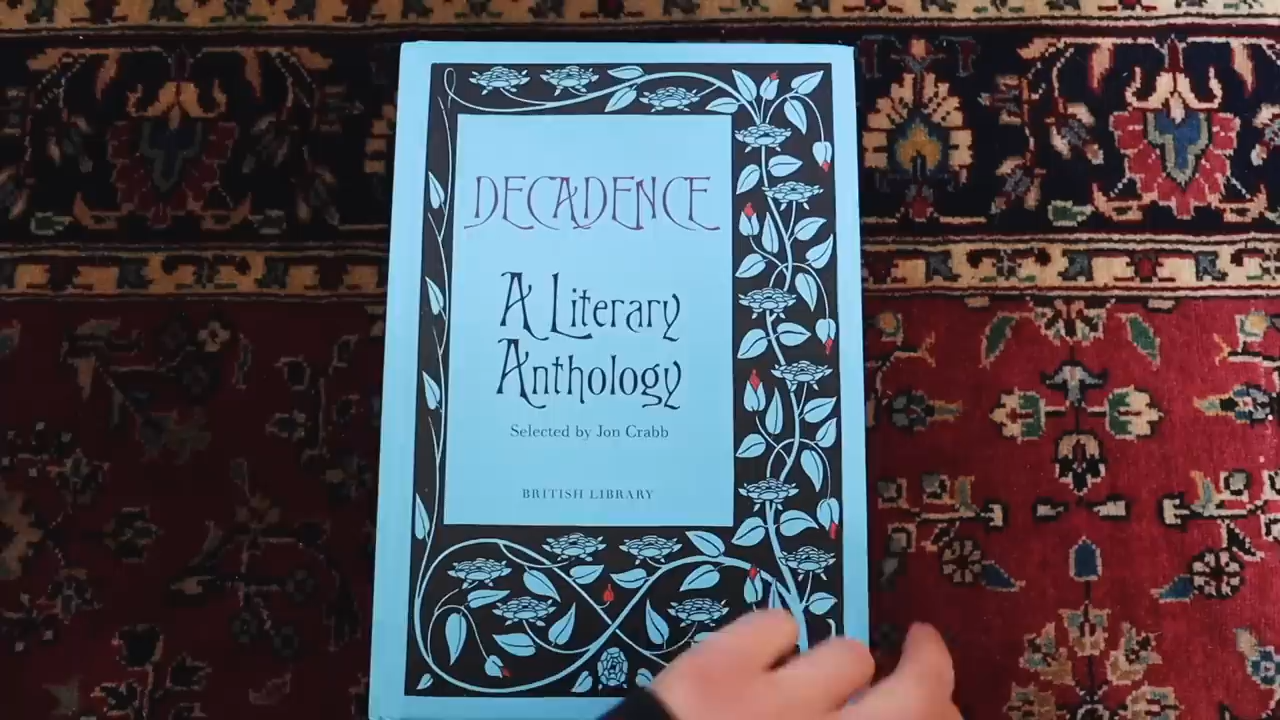 DECADENCE
A Literary
Anthology
Selected by Jon Crabb
BRITISH LIBRARY